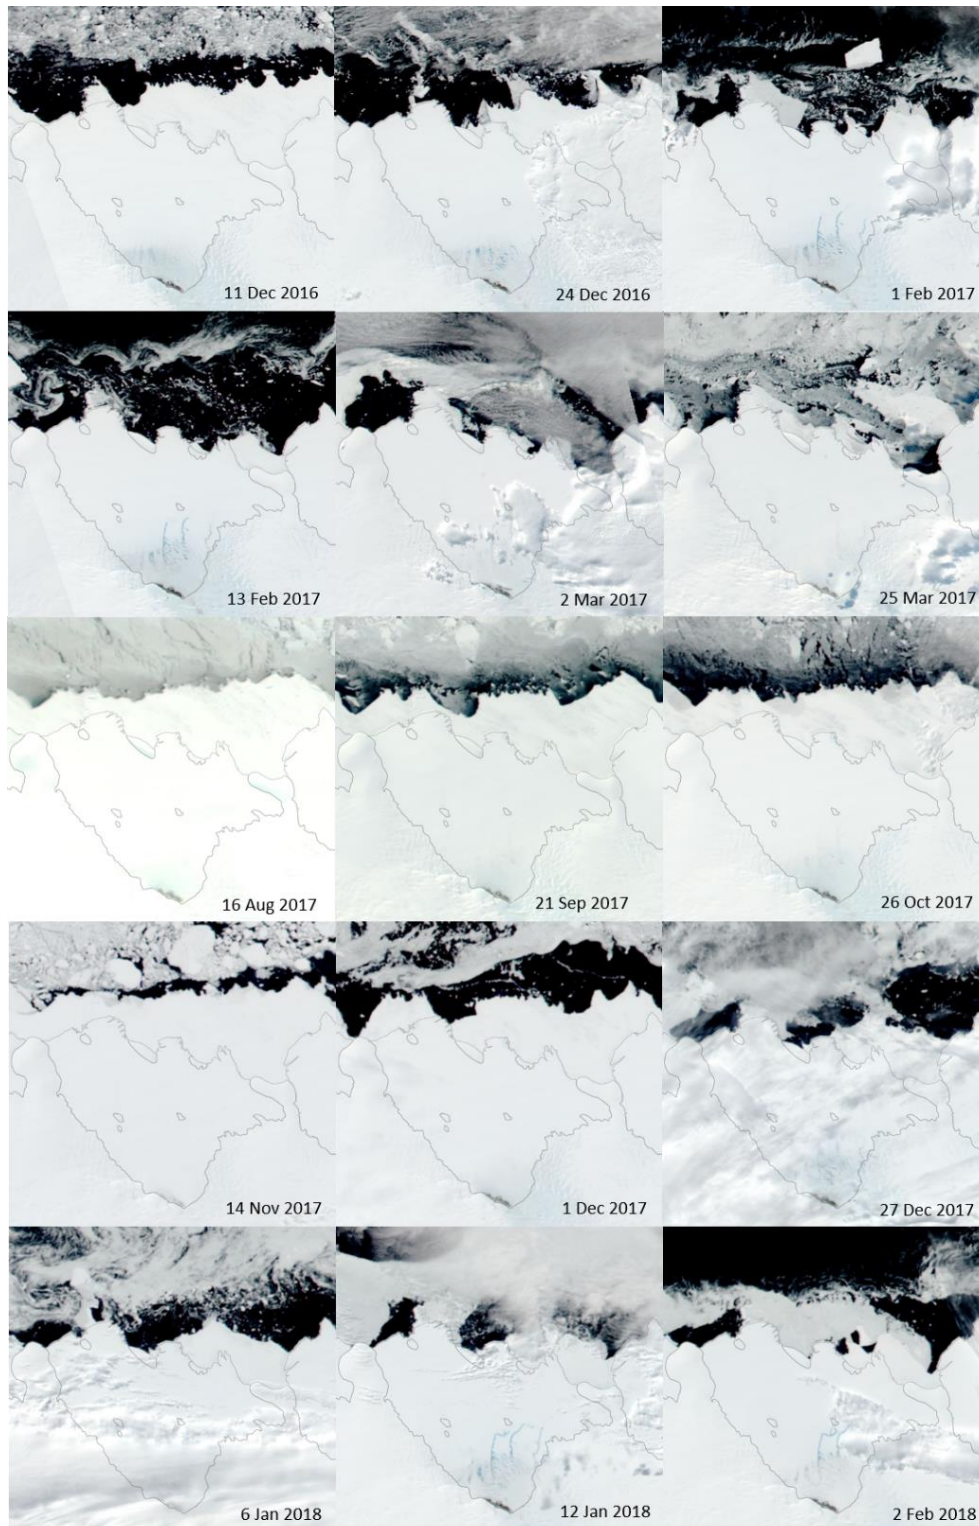 11 Dec 2016
24 Dec 2016
1 Feb 2017
13 Feb 2017
2 Mar 2017
25 Mar 2017
16 Aug 2017
21 Sep 2017
26 Oct 2017
14 Nov 2017
1 Dec 2017
27 Dec 2017
6 Jan 2018
12 Jan 2018
2 Feb 2018